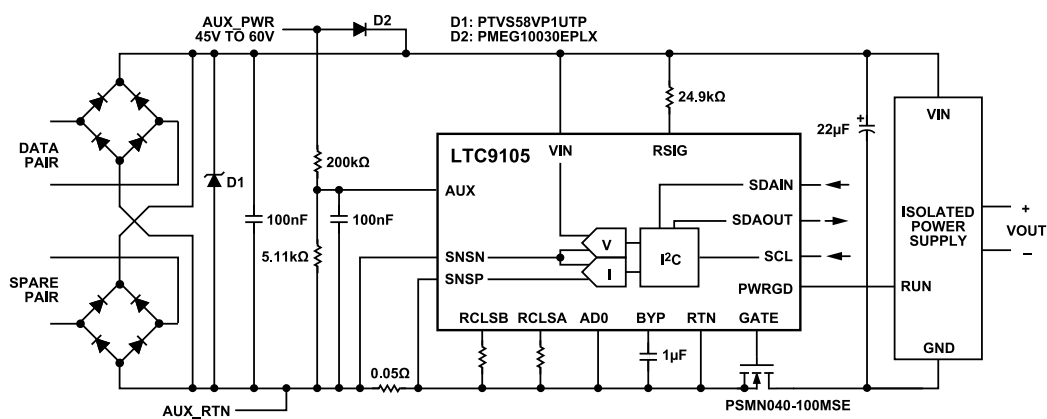 AUX_PWR
45V TO 60V
D2
D1: PTVS58VP1UTP
D2: PMEG10030EPLX
DATA
PAIR
D1
100nF
200kΩ
100nF
5.11kΩ
24.9kΩ
LTC9105
VIN
RSIG
AUX
SDAIN
SDAOUT
V
I
I²C
SNSN
SNSP
SCL
PWRGD
RCLSB
RCLSA
AD0
BYP
RTN
GATE
22µF
+
VIN
ISOLATED
POWER
SUPPLY
RUN
GND
+
VOUT
–
SPARE
PAIR
0.05Ω
1µF
AUX_RTN
PSMN040-100MSE